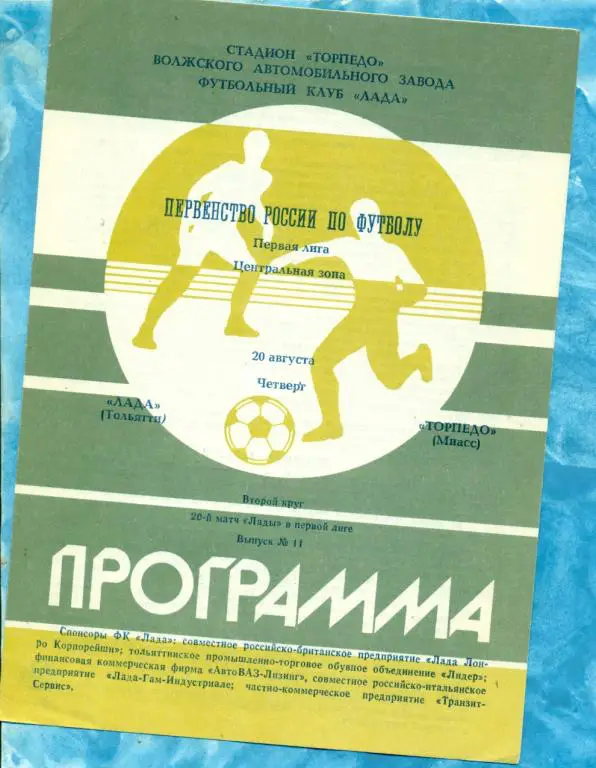 СТАДИОН «ТОРПЕДО»
ВОЛЖСКОГО АВТОМОБИЛЬНОГО ЗАВОДА
ФУТБОЛЬНЫЙ КЛУБ «ЛАДА»
ПЕРВЕНСТВО РОССИИ ПО ФУТБОЛУ
Первая лига
Центральная зона
20 августа
Четверг
«ЛАДА»
(Тольятти)
«ТОРПЕДО»
(Миасс)
Второй круг
20-й матч «Лады» в первой лиге
Выпуск № 11
ПРОГРАММА
Спонсоры ФК «Лада»: совместное российско-британское предприятие «Лада Лон-
ро Корпорейшн»; тольяттинское промышленно-торговое обувное объединение «Лидер»;
финансовая коммерческая фирма «АвтоВАЗ-Лизинг», совместное российско-итальянское
предприятие «Лада-Гам-Индустриале; частно-коммерческое предприятие «Транзит-
Сервис».